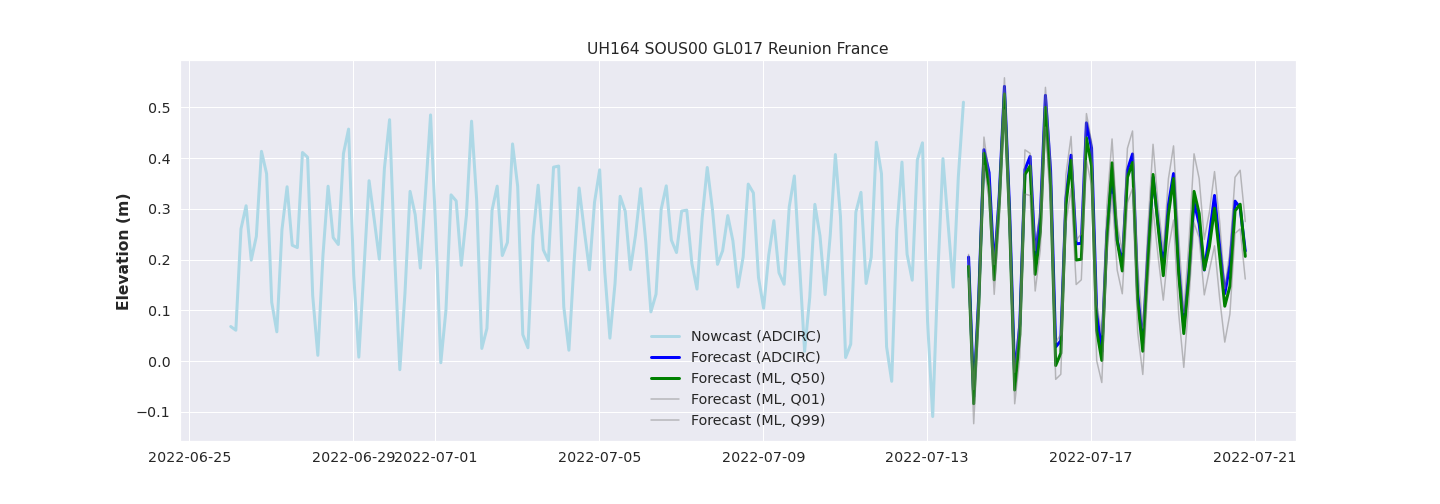 UH164 SOUS00 GL017 Reunion France
Elevation (m)
0.5
0.4
0.3
0.2
0.1
0.0
−0.1
Nowcast (ADCIRC)
Forecast (ADCIRC)
Forecast (ML, Q50)
Forecast (ML, Q01)
Forecast (ML, Q99)
2022-06-25 2022-06-29 2022-07-01 2022-07-05 2022-07-09 2022-07-13 2022-07-17 2022-07-21